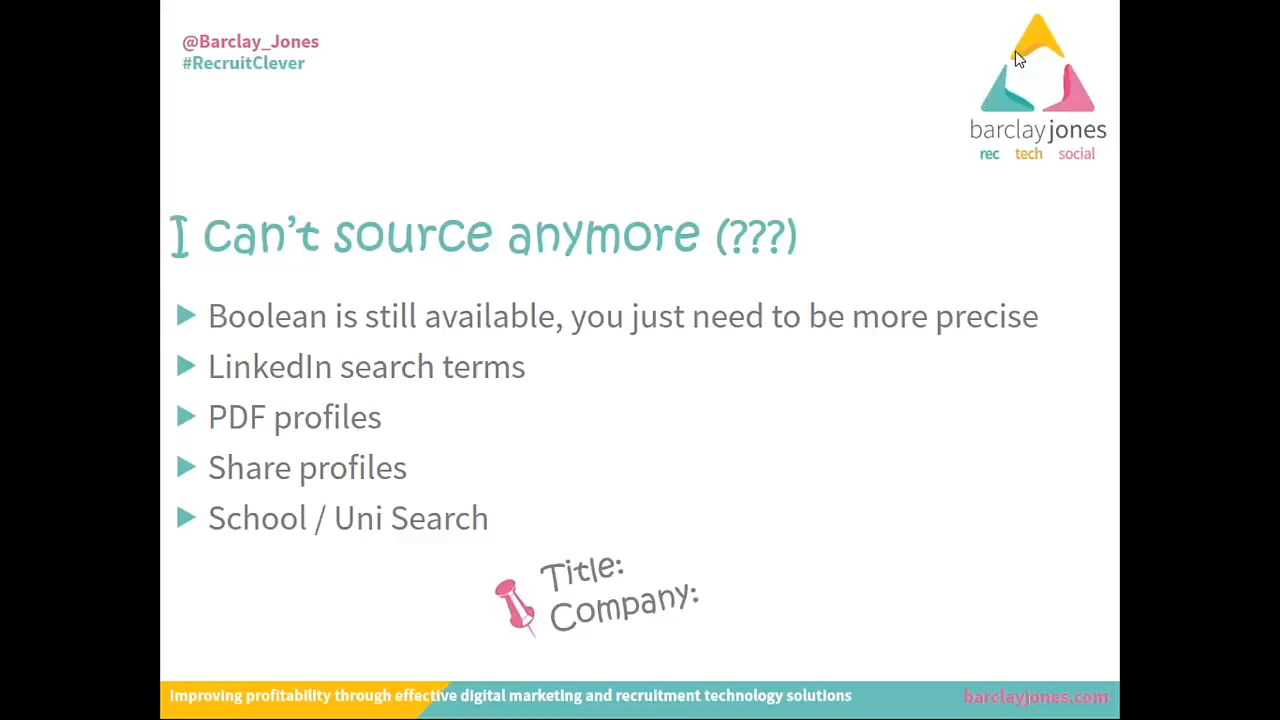 @Barclay_Jones
#RecruitClever
barclayjones
rec tech social
I can't source anymore (???)
Boolean is still available, you just need to be more precise
LinkedIn search terms
PDF profiles
Share profiles
School / Uni Search
Title:
Company:
Improving profitability through effective digital marketing and recruitment technology solutions
barclayjones.com